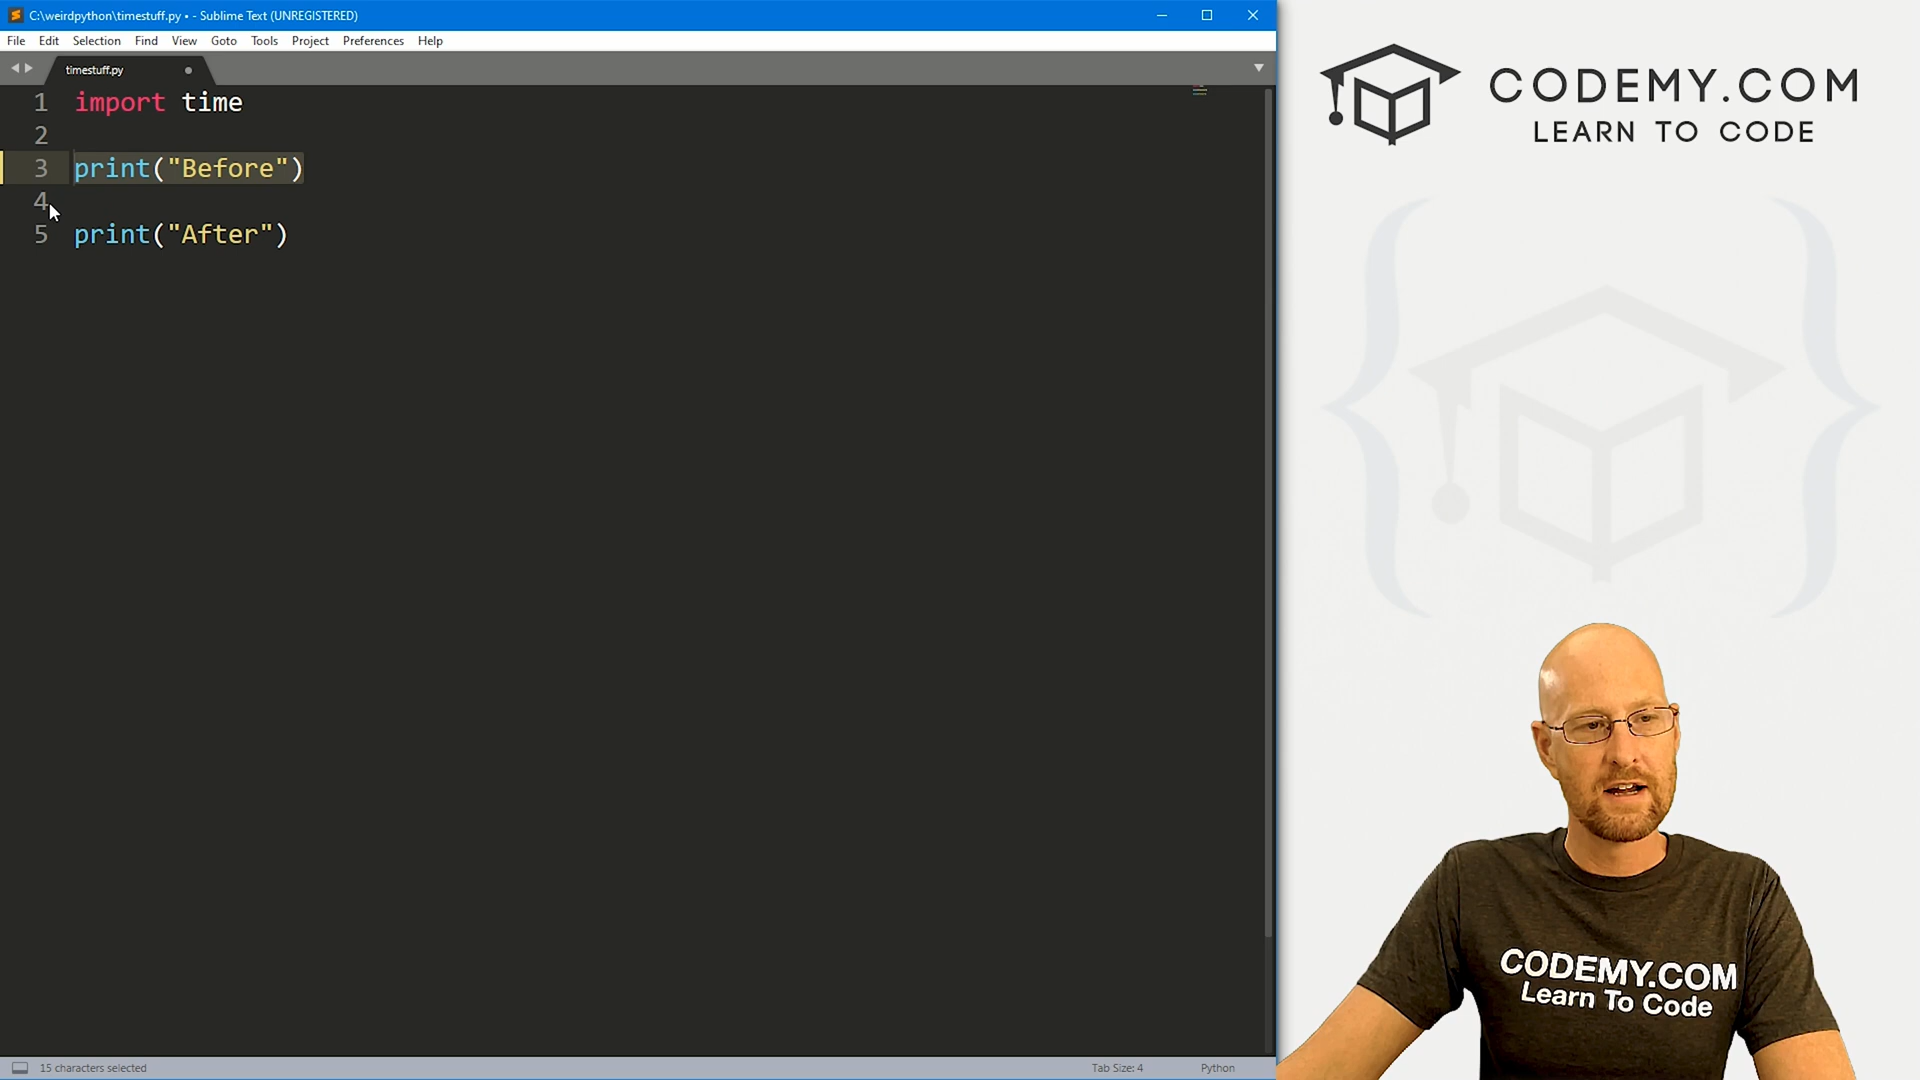 C:\weirdpython\timestuff.py • - Sublime Text (UNREGISTERED)
File Edit Selection Find View Goto Tools Project Preferences Help
timestuff.py
1 import time
2
3 print("Before")
4
5 print("After")
15 characters selected
Tab Size: 4
Python
CODEMY.COM
LEARN TO CODE
CODEMY.COM
Learn To Code